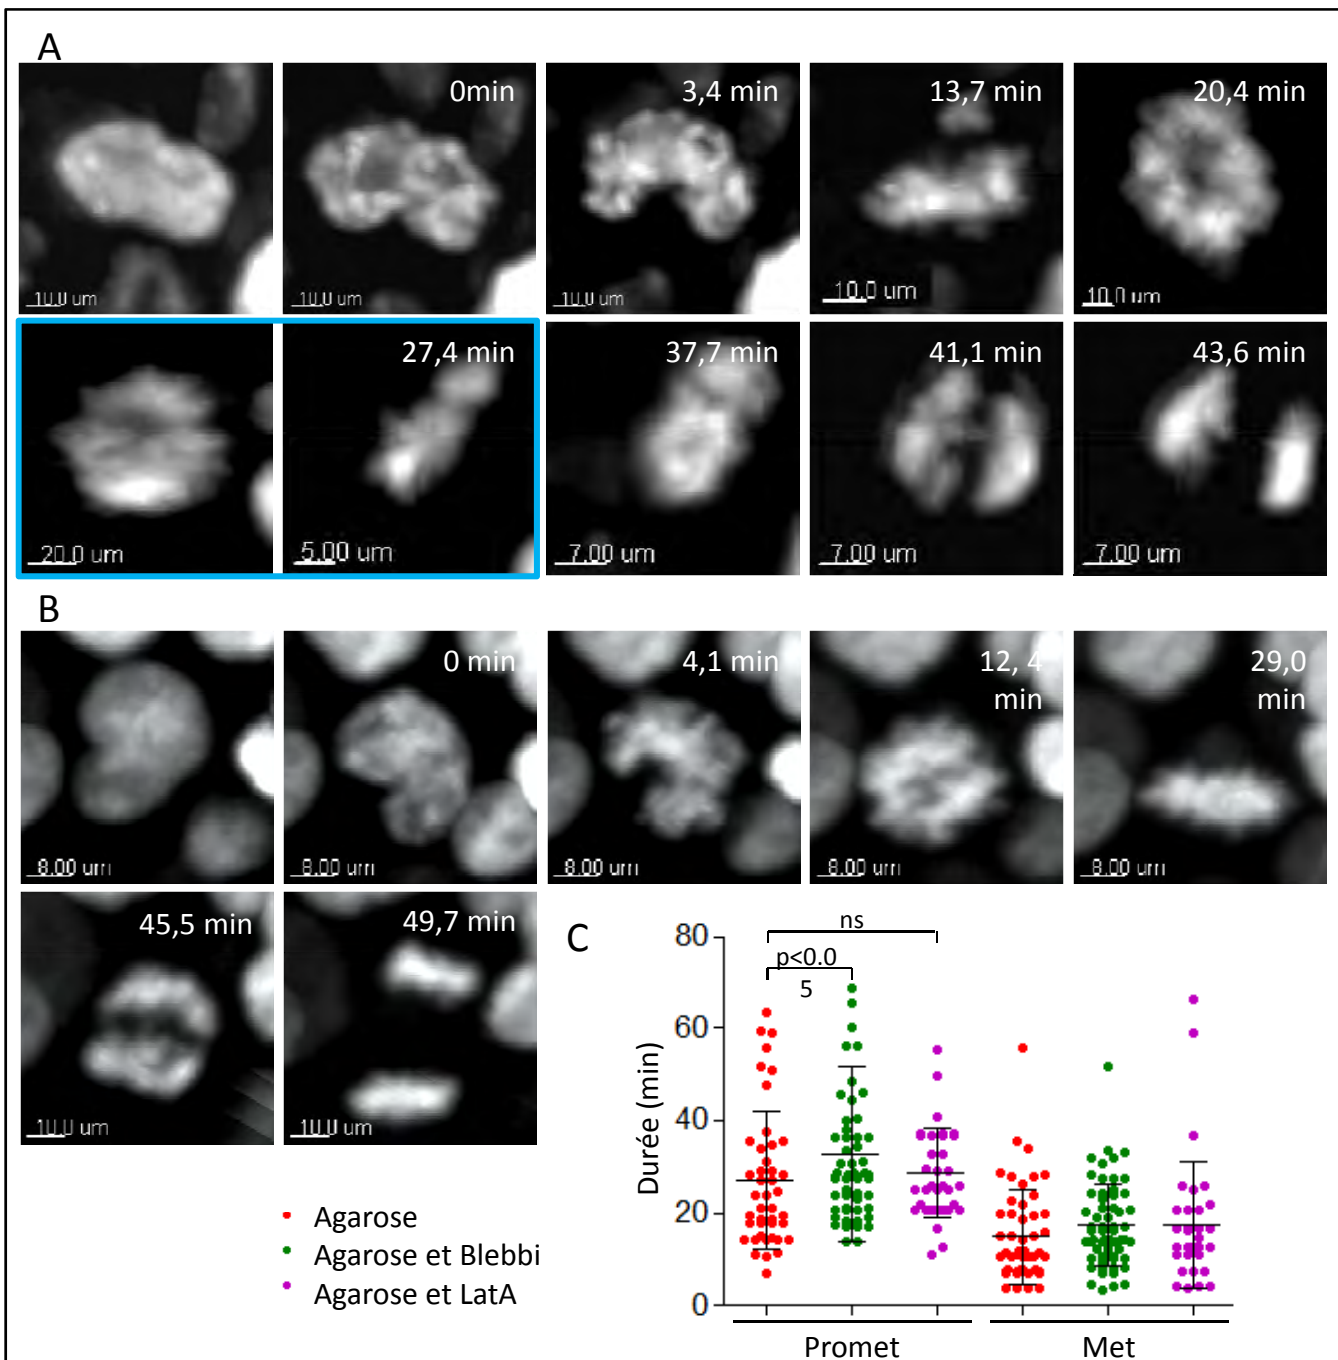 A
0min
3,4 min
13,7 min
20,4 min
10.0 um
10.0 um
10.0 um
10.0 um
10.0 um
27,4 min
37,7 min
41,1 min
43,6 min
20.0 um
5.00 um
7.00 um
7.00 um
7.00 um
B
0 min
4,1 min
12, 4
min
29,0
min
8.00 um
8.00 um
8.00 um
8.00 um
8.00 um
45,5 min
49,7 min
10.0 um
10.0 um
C
ns
p<0.0
5
80
60
40
20
0
Durée (min)
Promet
Met
Agarose
Agarose et Blebbi
Agarose et LatA